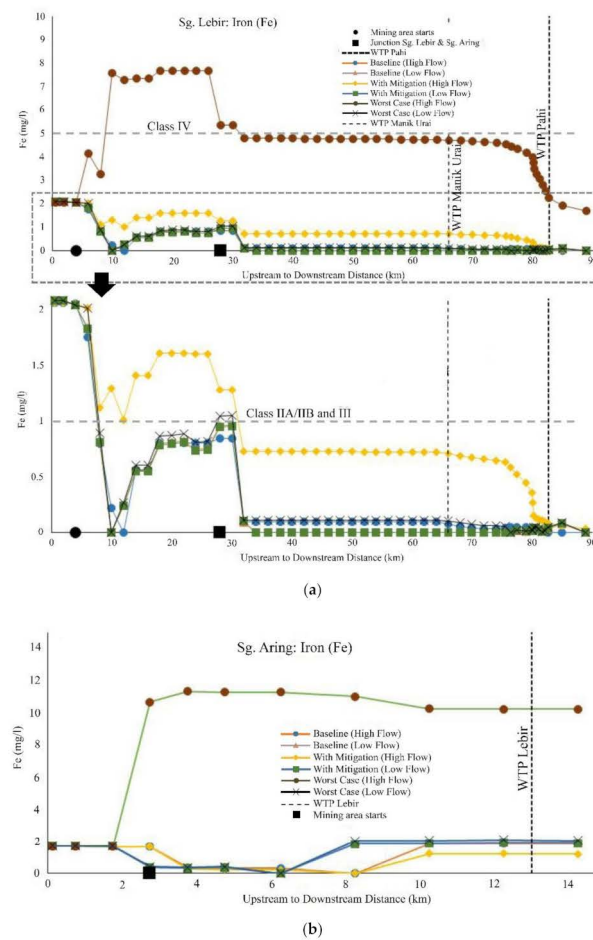 Sg. Lebir: Iron (Fe)
Mining area starts
Junction Sg. Lebir & Sg. Aring
WTP Pahi
Baseline (High Flow)
Baseline (Low Flow)
With Mitigation (High Flow)
With Mitigation (Low Flow)
Worst Case (High Flow)
Worst Case (Low Flow)
WTP Manik Urai
Fe (mg/l)
10
9
8
7
6
5
4
3
2
1
0
Class IV
WTP Manik Urai
WTP Pahi
0 10 20 30 40 50 60 70 80 90
Upstream to Downstream Distance (km)
Fe (mg/l)
2
1.5
1
0.5
0
Class IIA/IIB and III
0 10 20 30 40 50 60 70 80 89
Upstream to Downstream Distance (km)
(a)
Sg. Aring: Iron (Fe)
Fe (mg/l)
14
12
10
8
6
4
2
0
Baseline (High Flow)
Baseline (Low Flow)
With Mitigation (High Flow)
With Mitigation (Low Flow)
Worst Case (High Flow)
Worst Case (Low Flow)
WTP Lebir
Mining area starts
WTP Lebir
0 2 4 6 8 10 12 14
Upstream to Downstream Distance (km)
(b)